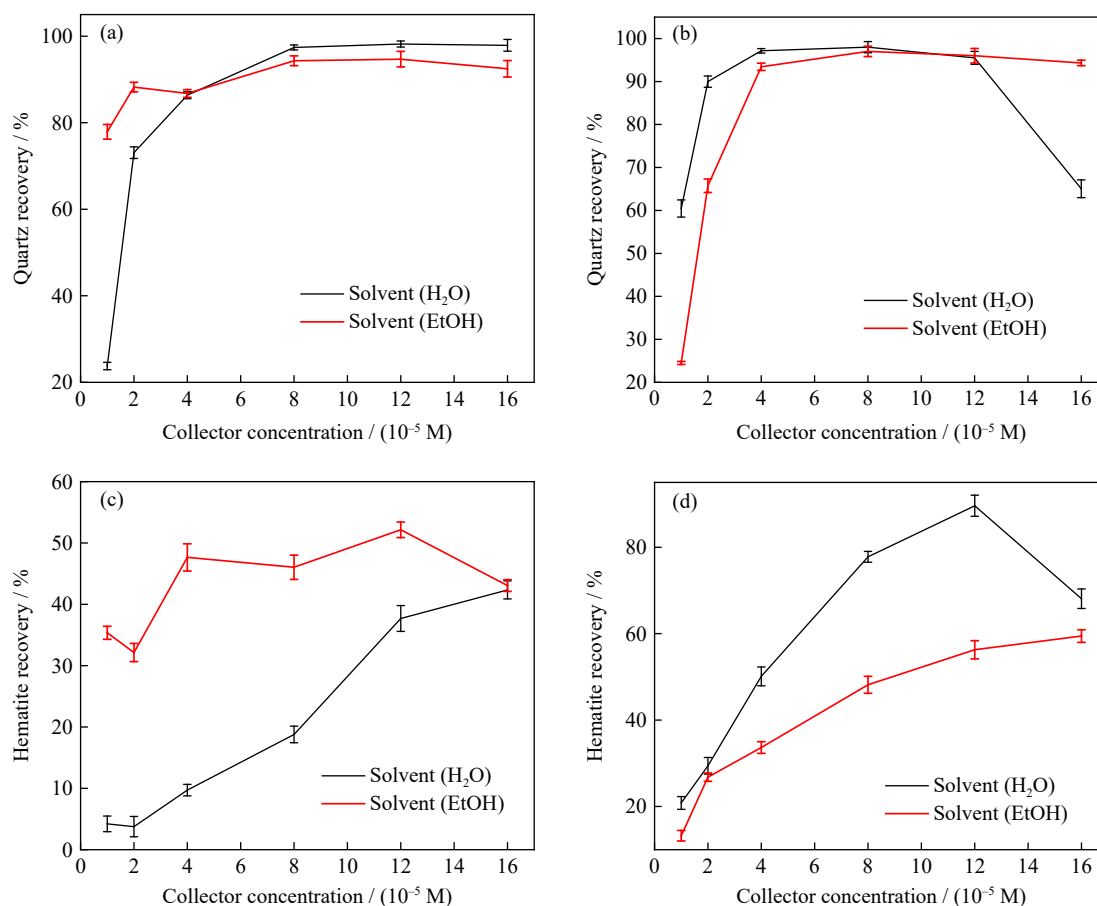 (a)
Quartz recovery / %
100
80
60
40
20
Solvent (H₂O)
Solvent (EtOH)
0 2 4 6 8 10 12 14 16
Collector concentration / (10⁻⁵ M)
(b)
Quartz recovery / %
100
90
80
70
60
50
40
30
20
Solvent (H₂O)
Solvent (EtOH)
0 2 4 6 8 10 12 14 16
Collector concentration / (10⁻⁵ M)
(c)
Hematite recovery / %
60
50
40
30
20
10
0
Solvent (H₂O)
Solvent (EtOH)
0 2 4 6 8 10 12 14 16
Collector concentration / (10⁻⁵ M)
(d)
Hematite recovery / %
80
60
40
20
Solvent (H₂O)
Solvent (EtOH)
0 2 4 6 8 10 12 14 16
Collector concentration / (10⁻⁵ M)